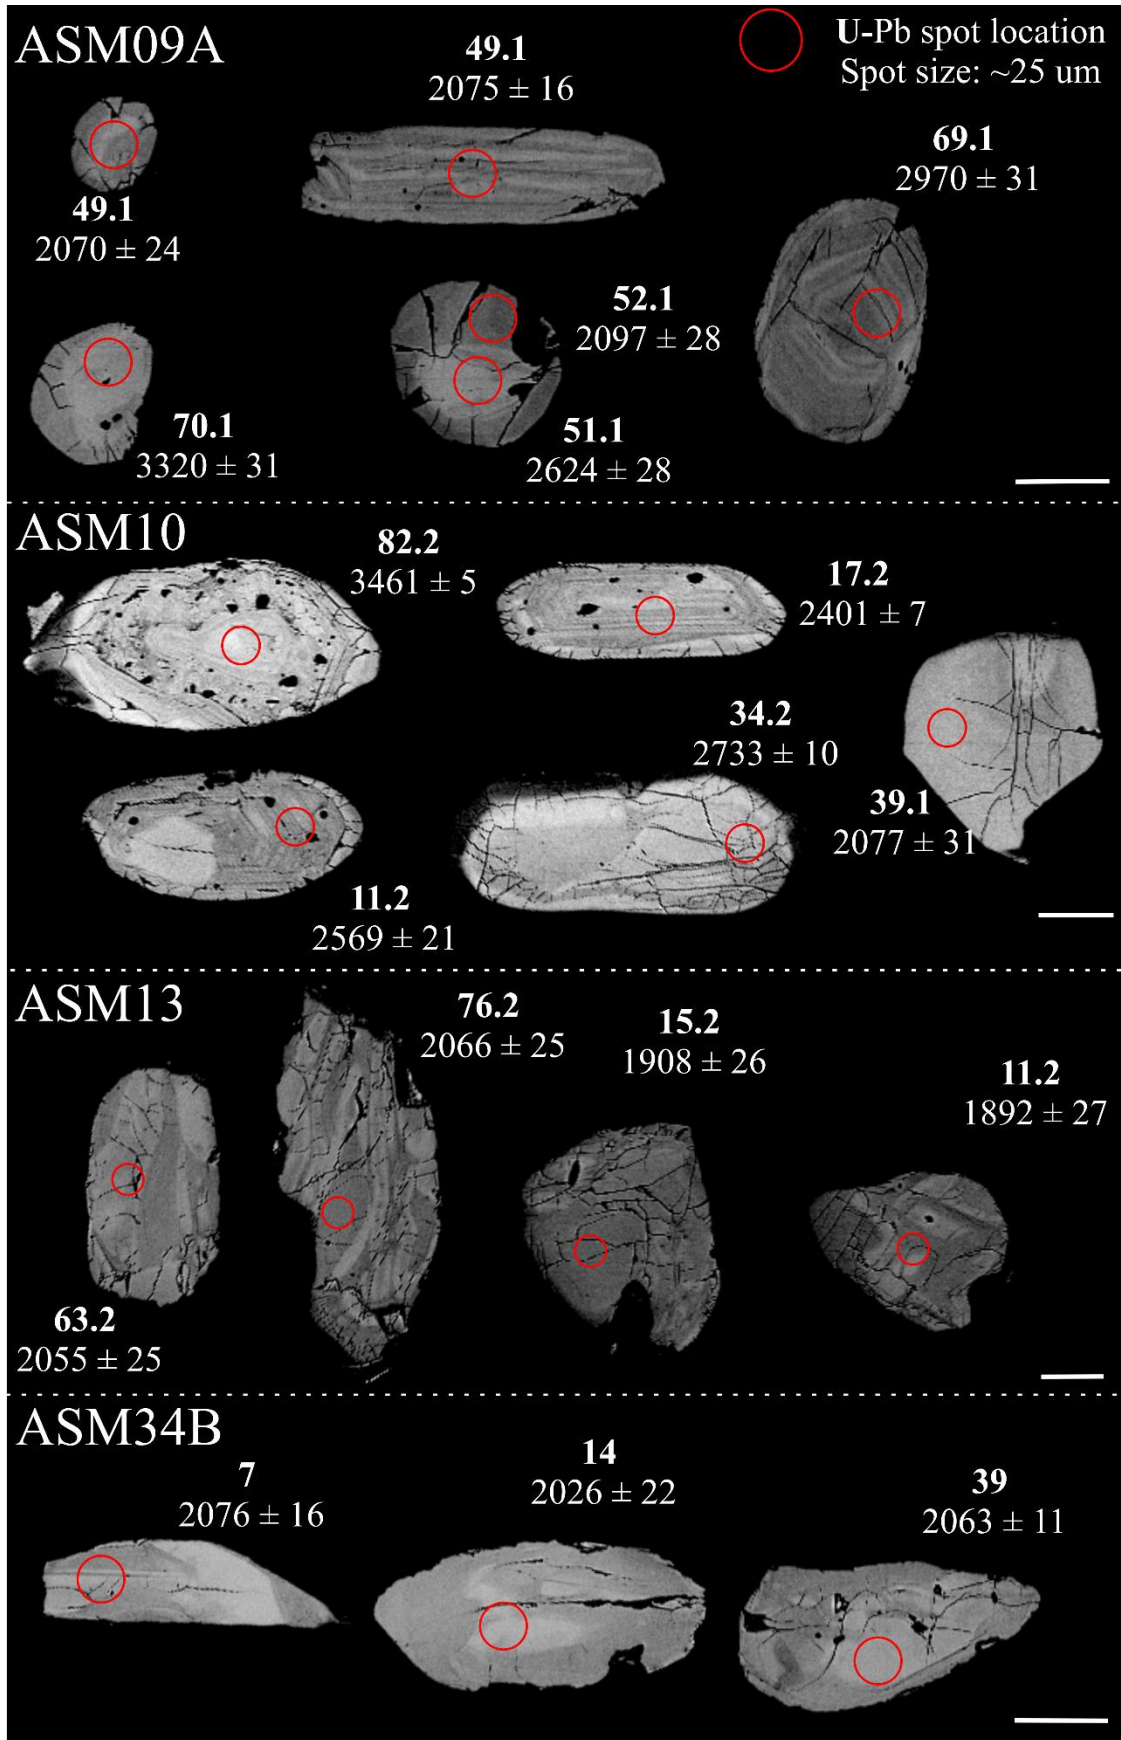 ASM09A
U-Pb spot location
Spot size: ~25 um
49.1
2075 ± 16
69.1
2970 ± 31
49.1
2070 ± 24
52.1
2097 ± 28
70.1
3320 ± 31
51.1
2624 ± 28
ASM10
82.2
3461 ± 5
17.2
2401 ± 7
34.2
2733 ± 10
39.1
2077 ± 31
11.2
2569 ± 21
ASM13
76.2
2066 ± 25
15.2
1908 ± 26
11.2
1892 ± 27
63.2
2055 ± 25
ASM34B
7
2076 ± 16
14
2026 ± 22
39
2063 ± 11